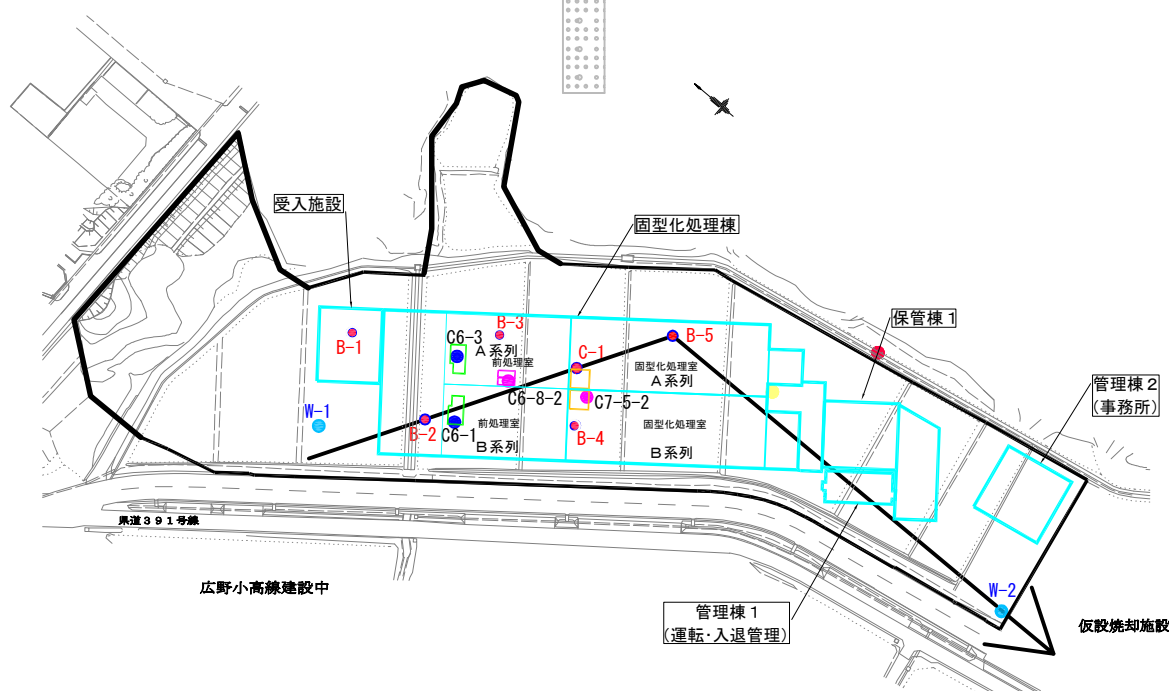 受入施設
固型化処理棟
保管棟1
管理棟2
(事務所)
B-1
B-3
C6-3
A系列
前処理室
C-1
B-5
固型化処理室
A系列
C6-8-2
C7-5-2
W-1
B-2
C6-1
前処理室
B系列
B-4
固型化処理室
B系列
県道391号線
広野小高線建設中
管理棟1
(運転・入退管理)
W-2
仮設焼却施設